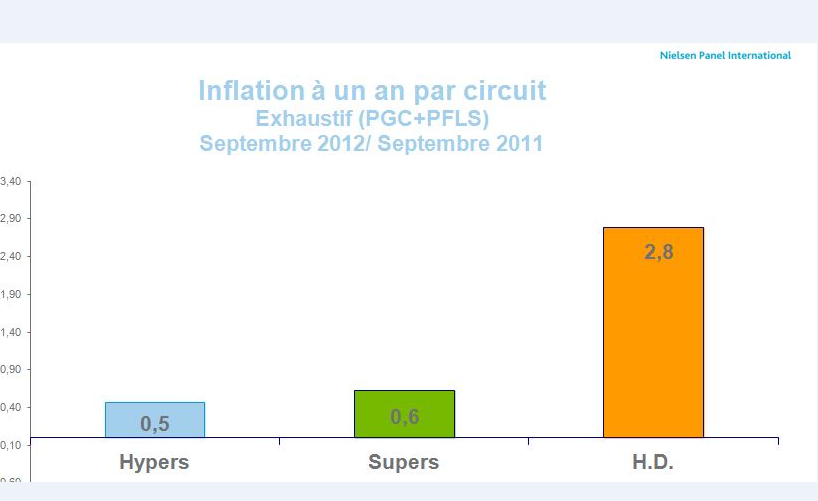 Nielsen Panel International
Inflation à un an par circuit
Exhaustif (PGC+PFLS)
Septembre 2012/ Septembre 2011
3,40
2,90
2,40
1,90
1,40
0,90
0,40
0,10
0,60
2,8
0,6
0,5
Hypers Supers H.D.